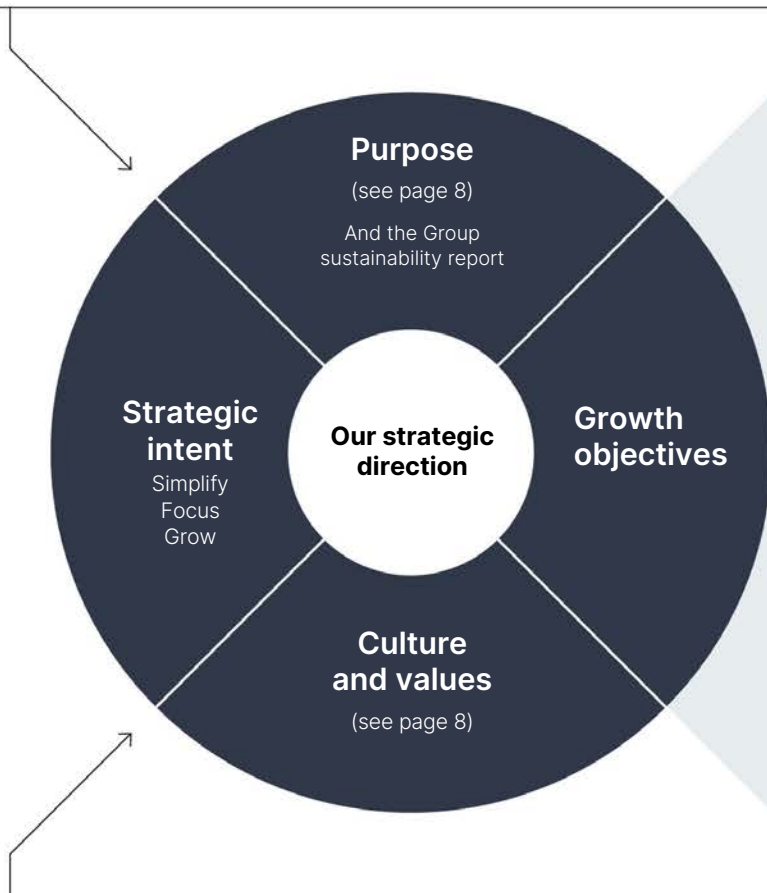 Purpose
(see page 8)
And the Group
sustainability report
Strategic
intent
Simplify
Focus
Grow
Our strategic
direction
Growth
objectives
Culture
and values
(see page 8)